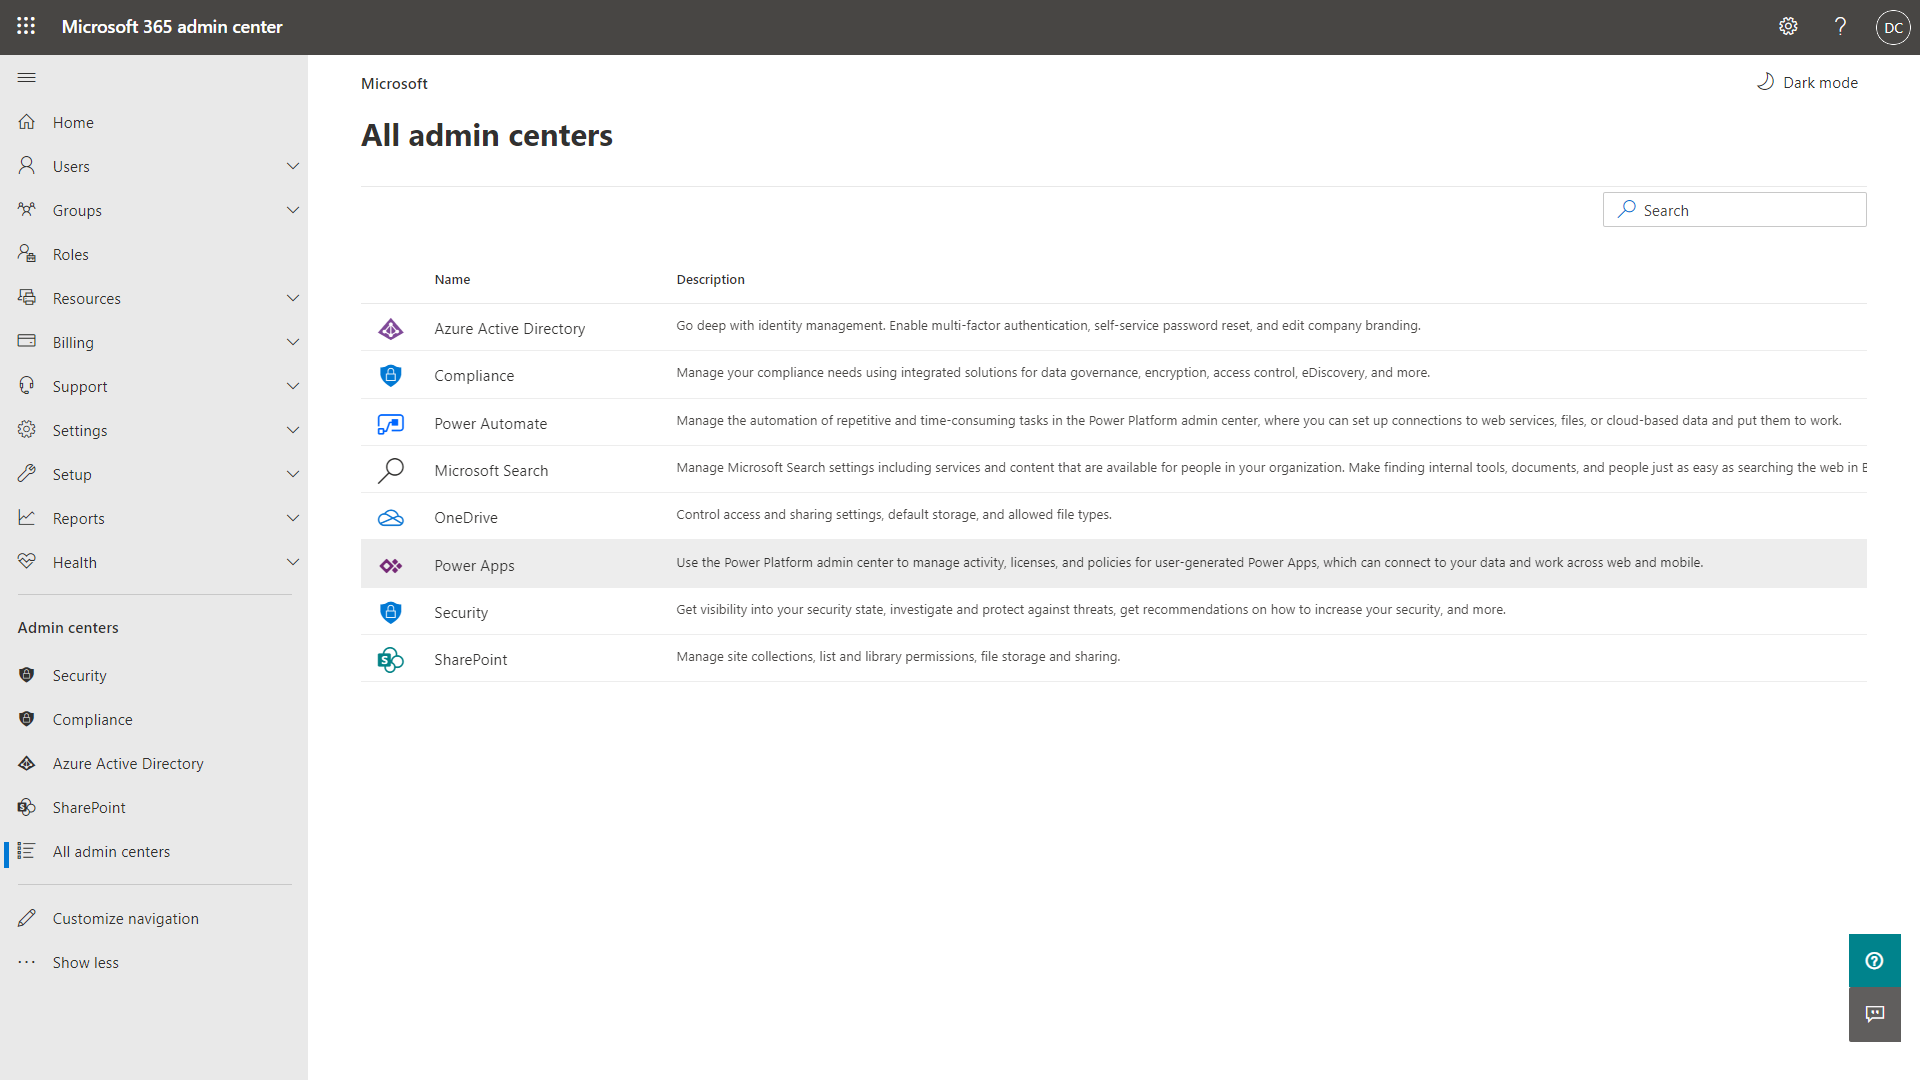 Microsoft 365 admin center
DC
Microsoft
Dark mode
All admin centers
Search
Home
Users
Groups
Roles
Resources
Billing
Support
Settings
Setup
Reports
Health
Admin centers
Security
Compliance
Azure Active Directory
SharePoint
All admin centers
Customize navigation
Show less
Name Description
Azure Active Directory Go deep with identity management. Enable multi-factor authentication, self-service password reset, and edit company branding.
Compliance Manage your compliance needs using integrated solutions for data governance, encryption, access control, eDiscovery, and more.
Power Automate Manage the automation of repetitive and time-consuming tasks in the Power Platform admin center, where you can set up connections to web services, files, or cloud-based data and put them to work.
Microsoft Search Manage Microsoft Search settings including services and content that are available for people in your organization. Make finding internal tools, documents, and people just as easy as searching the web in
OneDrive Control access and sharing settings, default storage, and allowed file types.
Power Apps Use the Power Platform admin center to manage activity, licenses, and policies for user-generated Power Apps, which can connect to your data and work across web and mobile.
Security Get visibility into your security state, investigate and protect against threats, get recommendations on how to increase your security, and more.
SharePoint Manage site collections, list and library permissions, file storage and sharing.